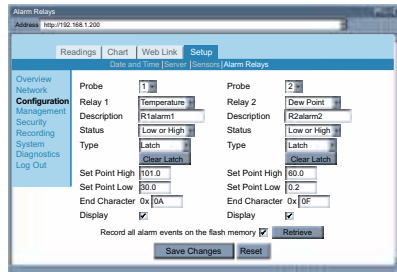 Alarm Relays
Address http://192.168.1.200
Readings Chart Web Link Setup
Date and Time |Server |Sensors |Alarm Relays
Overview
Network
Configuration
Management
Security
Recording
System
Diagnostics
Log Out
Probe 1 Probe 2
Relay 1 Temperature Relay 2 Dew Point
Description R1alarm1 Description R2alarm2
Status Low or High Status Low or High
Type Latch Type Latch
Clear Latch Clear Latch
Set Point High 101.0 Set Point High 60.0
Set Point Low 30.0 Set Point Low 0.2
End Character 0x 0A End Character 0x 0F
Display Display
Record all alarm events on the flash memory Retrieve
Save Changes Reset